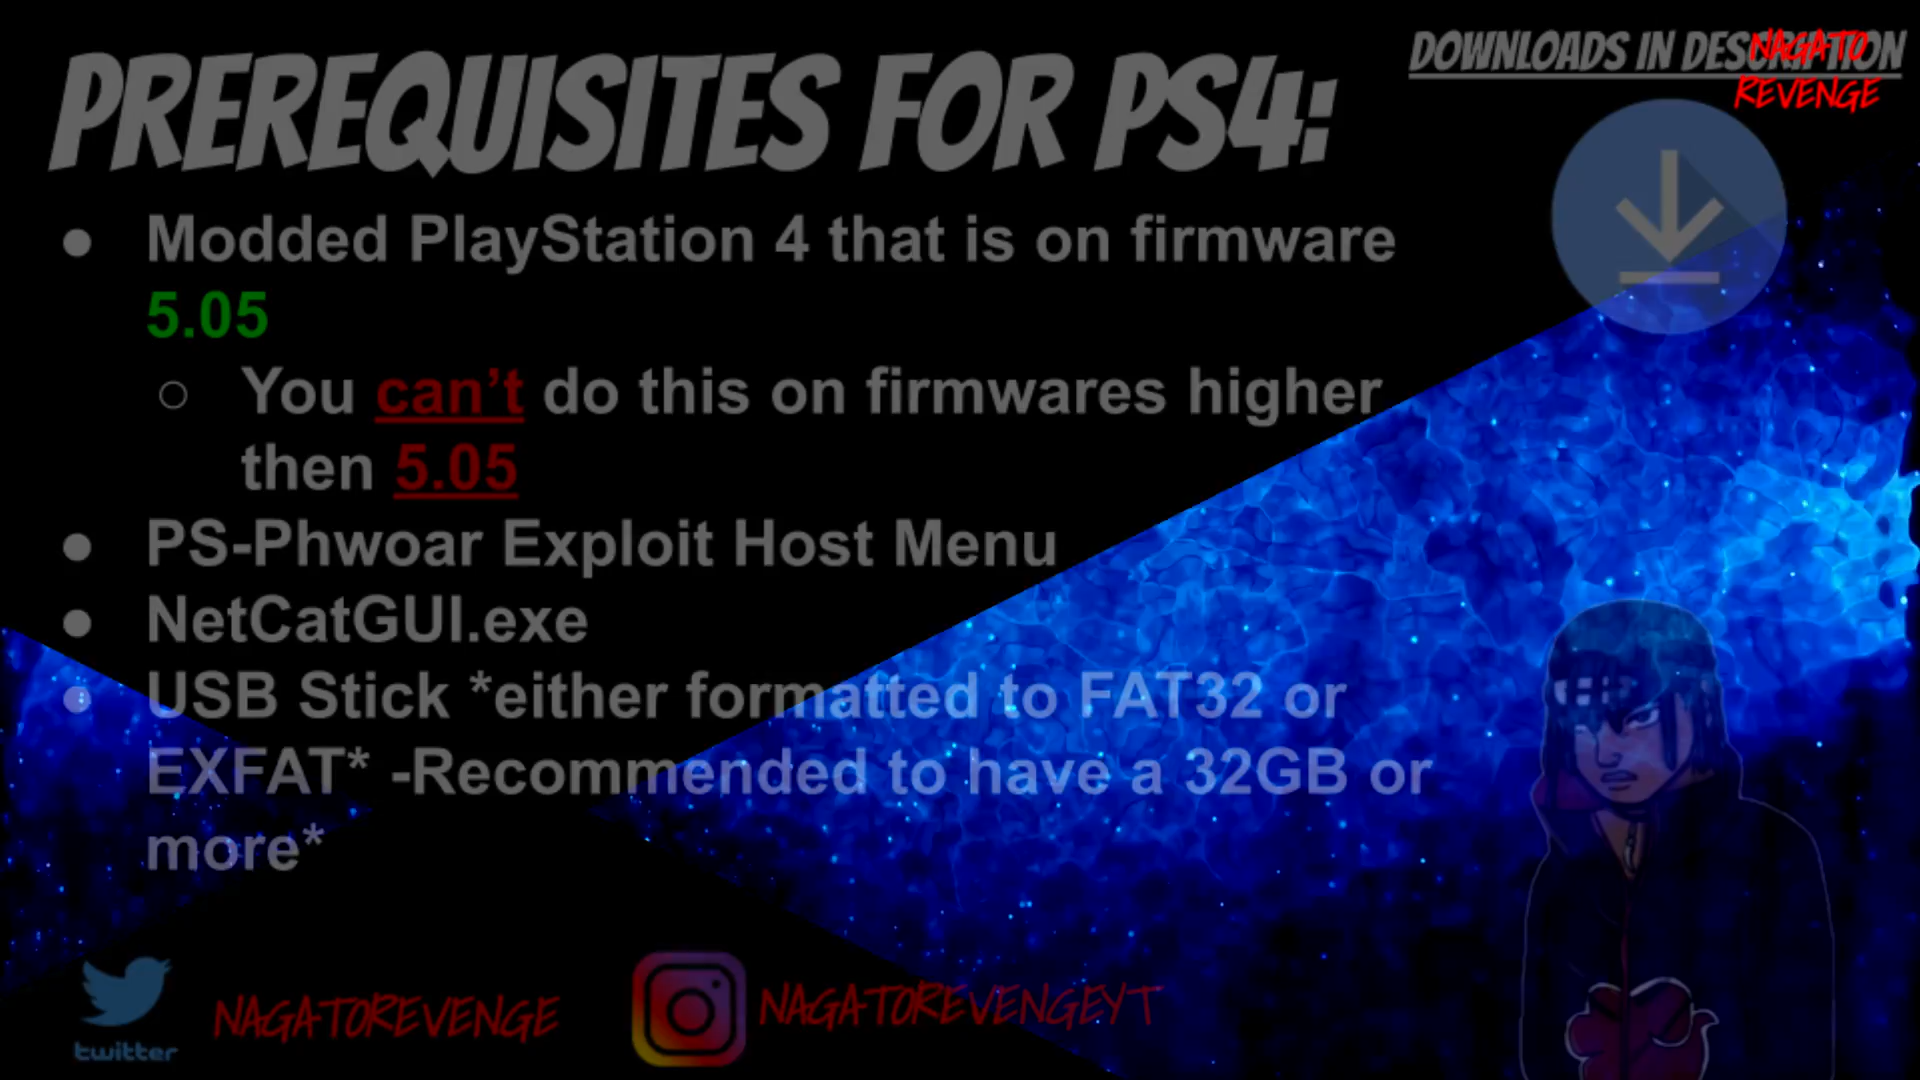 PREREQUISITES FOR PS4:
DOWNLOADS IN DESCRIPTION
NAGATO
REVENGE
● Modded PlayStation 4 that is on firmware
5.05
○ You can’t do this on firmwares higher
then 5.05
● PS-Phwoar Exploit Host Menu
● NetCatGUI.exe
● USB Stick *either formatted to FAT32 or
EXFAT* -Recommended to have a 32GB or
more*
twitter
NAGATOREVENGE
NAGATOREVENGEYT